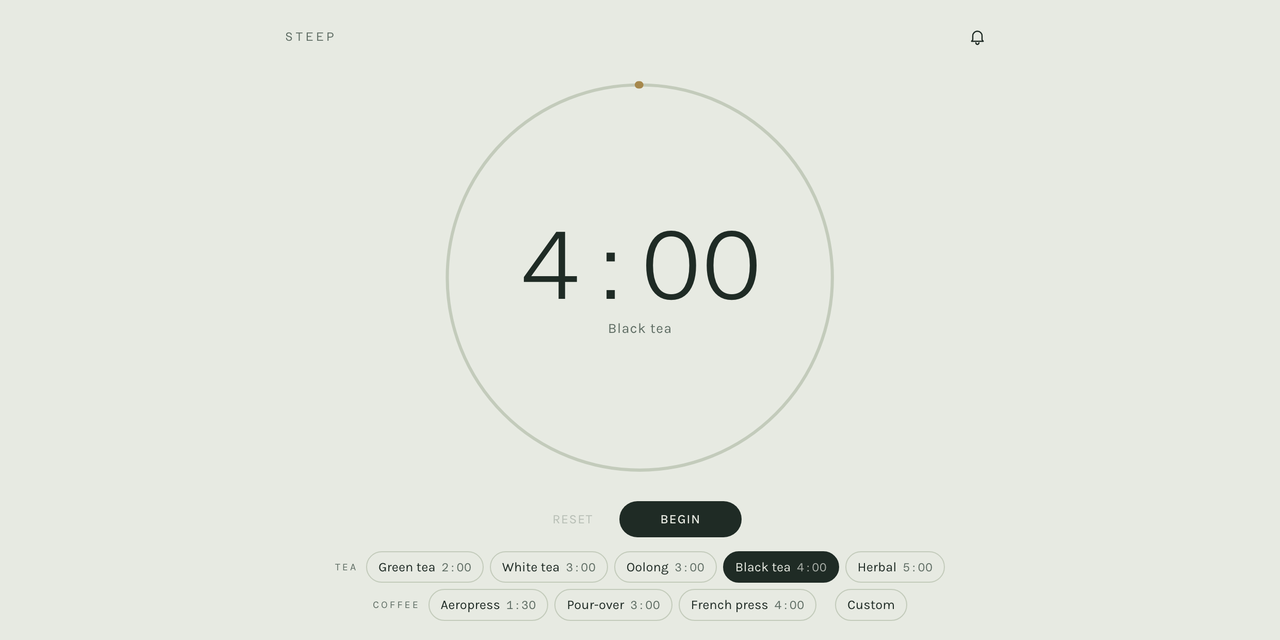 STEEP
4:00
Black tea
RESET BEGIN
TEA Green tea 2:00 White tea 3:00 Oolong 3:00 Black tea 4:00 Herbal 5:00
COFFEE Aeropress 1:30 Pour-over 3:00 French press 4:00 Custom